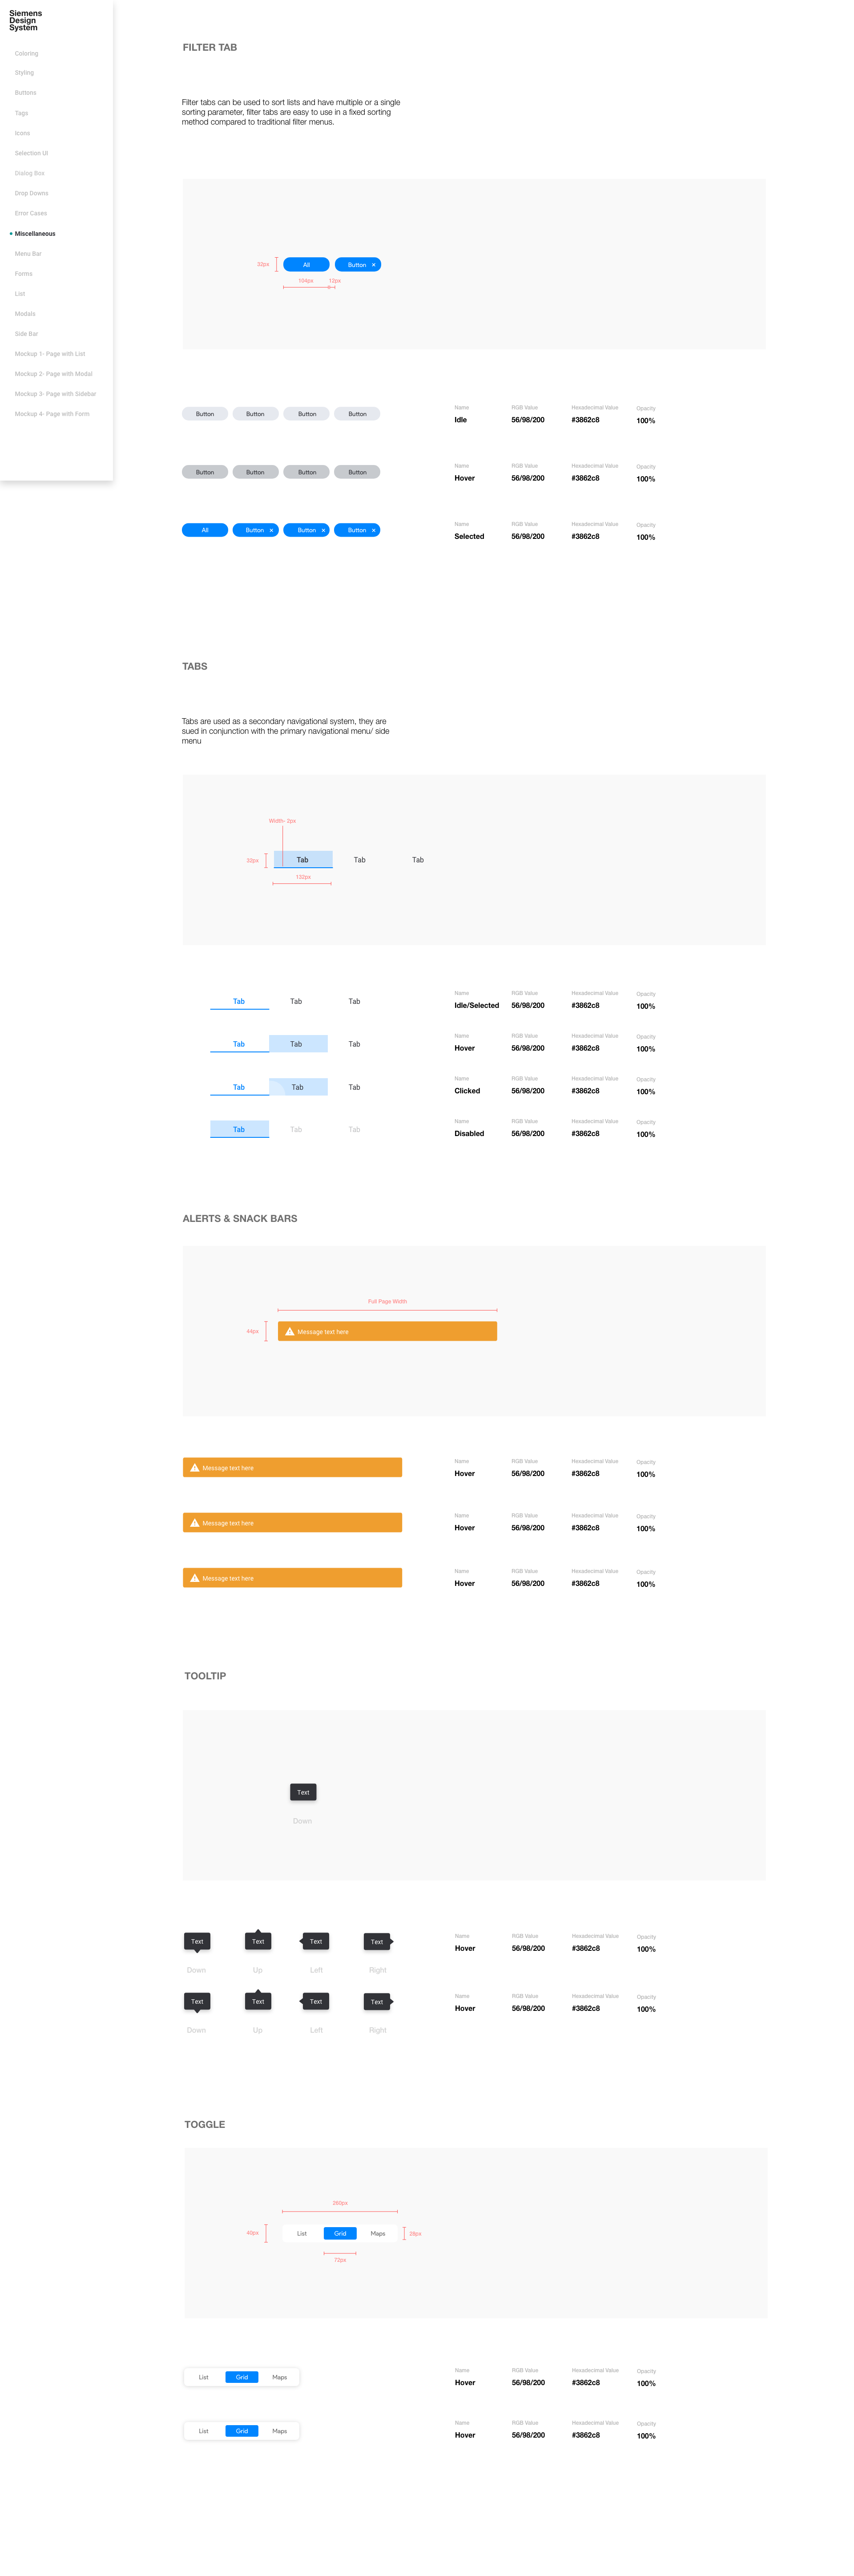 Siemens
Design
System
Coloring
Styling
Buttons
Tags
Icons
Selection UI
Dialog Box
Drop Downs
Error Cases
Miscellaneous
Menu Bar
Forms
List
Modals
Side Bar
Mockup 1- Page with List
Mockup 2- Page with Modal
Mockup 3- Page with Sidebar
Mockup 4- Page with Form
FILTER TAB
Filter tabs can be used to sort lists and have multiple or a single
sorting parameter, filter tabs are easy to use in a fixed sorting
method compared to traditional filter menus.
32px All Button ×
104px 12px
Button Button Button Button
Name RGB Value Hexadecimal Value Opacity
Idle 56/98/200 #3862c8 100%
Button Button Button Button
Name RGB Value Hexadecimal Value Opacity
Hover 56/98/200 #3862c8 100%
All Button × Button × Button ×
Name RGB Value Hexadecimal Value Opacity
Selected 56/98/200 #3862c8 100%
TABS
Tabs are used as a secondary navigational system, they are
sued in conjunction with the primary navigational menu/ side
menu
Width- 2px
32px Tab Tab Tab
132px
Tab Tab Tab
Name RGB Value Hexadecimal Value Opacity
Idle/Selected 56/98/200 #3862c8 100%
Tab Tab Tab
Name RGB Value Hexadecimal Value Opacity
Hover 56/98/200 #3862c8 100%
Tab Tab Tab
Name RGB Value Hexadecimal Value Opacity
Clicked 56/98/200 #3862c8 100%
Tab Tab Tab
Name RGB Value Hexadecimal Value Opacity
Disabled 56/98/200 #3862c8 100%
ALERTS & SNACK BARS
Full Page Width
44px Message text here
Message text here
Name RGB Value Hexadecimal Value Opacity
Hover 56/98/200 #3862c8 100%
Message text here
Name RGB Value Hexadecimal Value Opacity
Hover 56/98/200 #3862c8 100%
Message text here
Name RGB Value Hexadecimal Value Opacity
Hover 56/98/200 #3862c8 100%
TOOLTIP
Text
Down
Text Text Text Text
Down Up Left Right
Name RGB Value Hexadecimal Value Opacity
Hover 56/98/200 #3862c8 100%
Text Text Text Text
Down Up Left Right
Name RGB Value Hexadecimal Value Opacity
Hover 56/98/200 #3862c8 100%
TOGGLE
40px List Grid Maps
72px
List Grid Maps
Name RGB Value Hexadecimal Value Opacity
Hover 56/98/200 #3862c8 100%
List Grid Maps
Name RGB Value Hexadecimal Value Opacity
Hover 56/98/200 #3862c8 100%